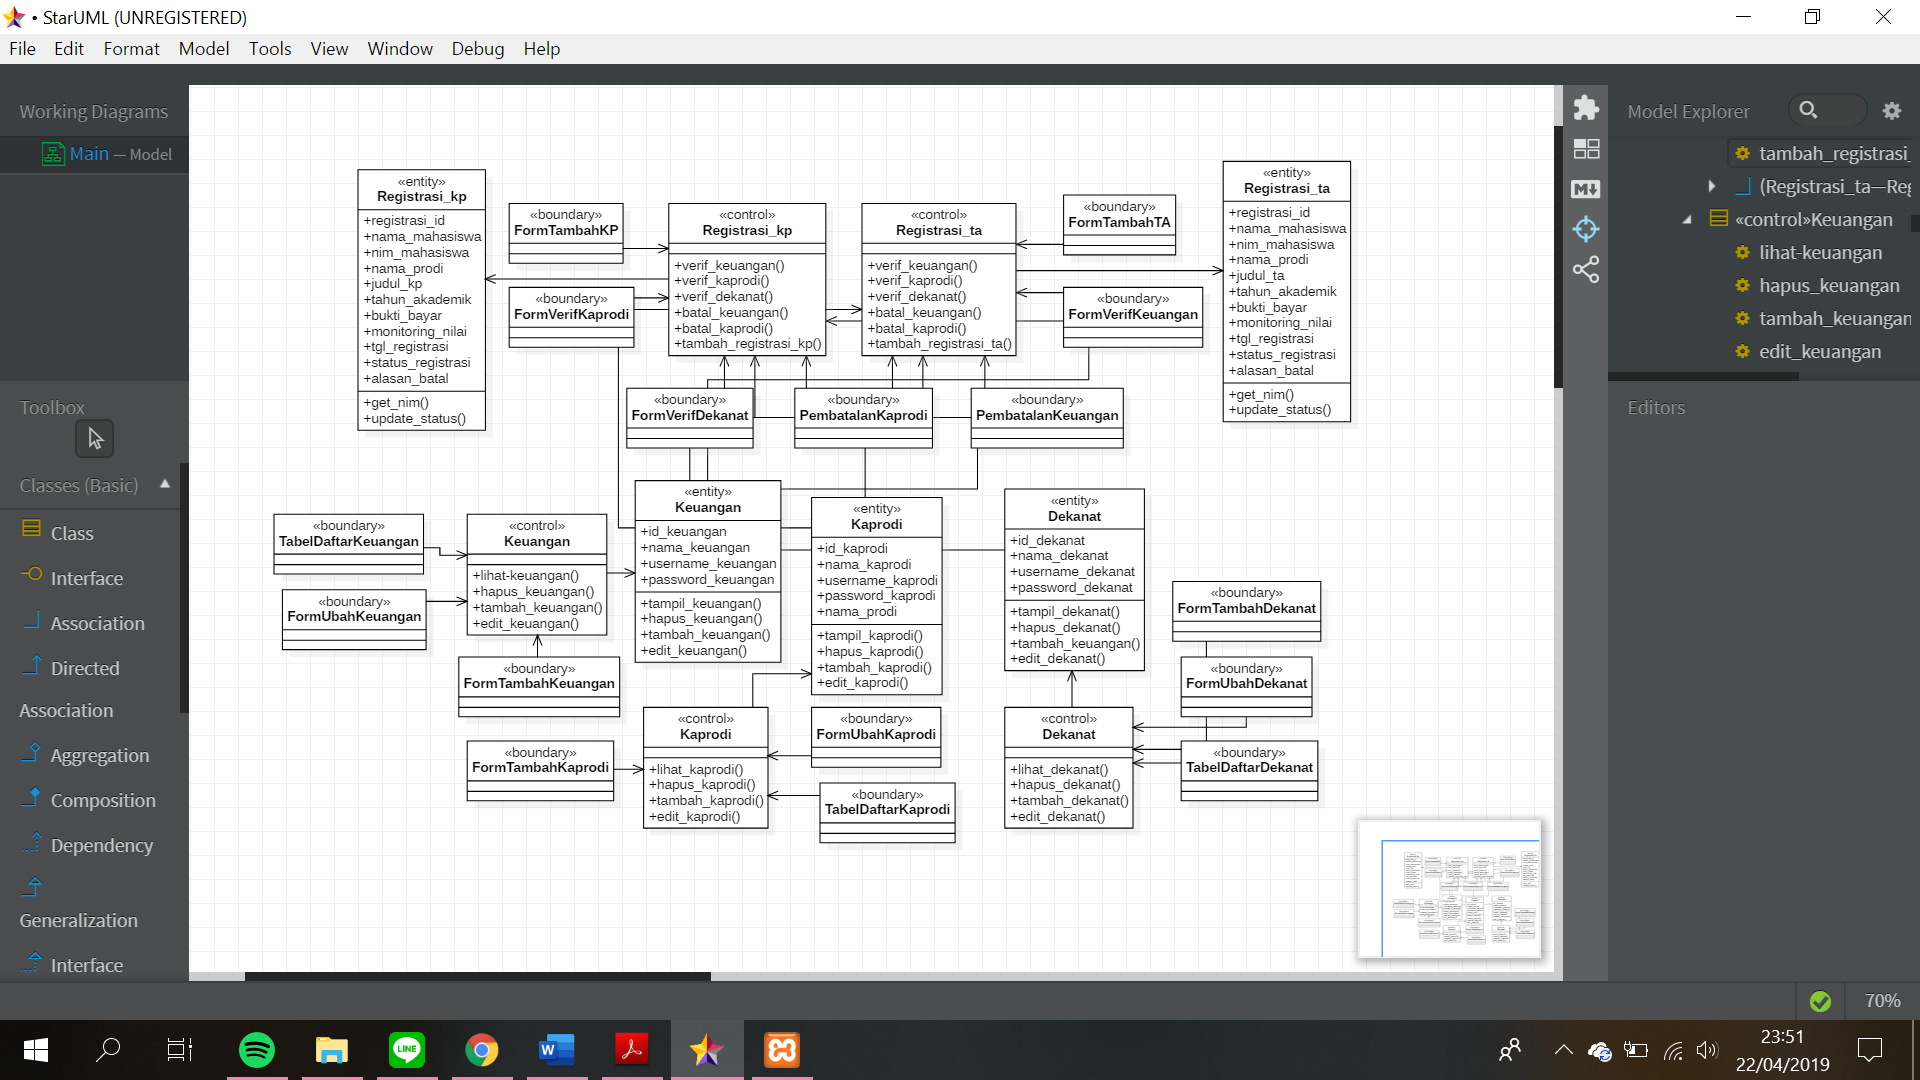 • StarUML (UNREGISTERED)
File Edit Format Model Tools View Window Debug Help
Working Diagrams
Main — Model
Toolbox
Classes (Basic)
Class
Interface
Association
Directed
Association
Aggregation
Composition
Dependency
Generalization
Interface
«entity»
Registrasi_kp
+registrasi_id
+nama_mahasiswa
+nim_mahasiswa
+nama_prodi
+judul_kp
+tahun_akademik
+bukti_bayar
+monitoring_nilai
+tgl_registrasi
+status_registrasi
+alasan_batal
+get_nim()
+update_status()
«boundary»
FormTambahKP
«boundary»
FormVerifKaprodi
«control»
Registrasi_kp
+verif_keuangan()
+verif_kaprodi()
+verif_dekanat()
+batal_keuangan()
+batal_kaprodi()
+tambah_registrasi_kp()
«control»
Registrasi_ta
+verif_keuangan()
+verif_kaprodi()
+verif_dekanat()
+batal_keuangan()
+batal_kaprodi()
+tambah_registrasi_ta()
«boundary»
FormTambahTA
«boundary»
FormVerifKeuangan
«entity»
Registrasi_ta
+registrasi_id
+nama_mahasiswa
+nim_mahasiswa
+nama_prodi
+judul_ta
+tahun_akademik
+bukti_bayar
+monitoring_nilai
+tgl_registrasi
+status_registrasi
+alasan_batal
+get_nim()
+update_status()
«boundary»
FormVerifDekanat
«boundary»
PembatalanKaprodi
«boundary»
PembatalanKeuangan
«boundary»
TabelDaftarKeuangan
«boundary»
FormUbahKeuangan
«control»
Keuangan
+lihat-keuangan()
+hapus_keuangan()
+tambah_keuangan()
+edit_keuangan()
«boundary»
FormTambahKeuangan
«entity»
Keuangan
+id_keuangan
+nama_keuangan
+username_keuangan
+password_keuangan
+tampil_keuangan()
+hapus_keuangan()
+tambah_keuangan()
+edit_keuangan()
«entity»
Kaprodi
+id_kaprodi
+nama_kaprodi
+username_kaprodi
+password_kaprodi
+nama_prodi
+tampil_kaprodi()
+hapus_kaprodi()
+tambah_kaprodi()
+edit_kaprodi()
«entity»
Dekanat
+id_dekanat
+nama_dekanat
+username_dekanat
+password_dekanat
+tampil_dekanat()
+hapus_dekanat()
+tambah_keuangan()
+edit_dekanat()
«boundary»
FormTambahDekanat
«boundary»
FormUbahDekanat
«boundary»
TabelDaftarDekanat
«boundary»
FormTambahKaprodi
«control»
Kaprodi
+lihat_kaprodi()
+hapus_kaprodi()
+tambah_kaprodi()
+edit_kaprodi()
«boundary»
FormUbahKaprodi
«boundary»
TabelDaftarKaprodi
«control»
Dekanat
+lihat_dekanat()
+hapus_dekanat()
+tambah_dekanat()
+edit_dekanat()
M
Model Explorer
tambah_registrasi_
(Registrasi_ta—Reg
«control»Keuangan
lihat-keuangan
hapus_keuangan
tambah_keuangan
edit_keuangan
Editors
70%
LINE
W
23:51
22/04/2019